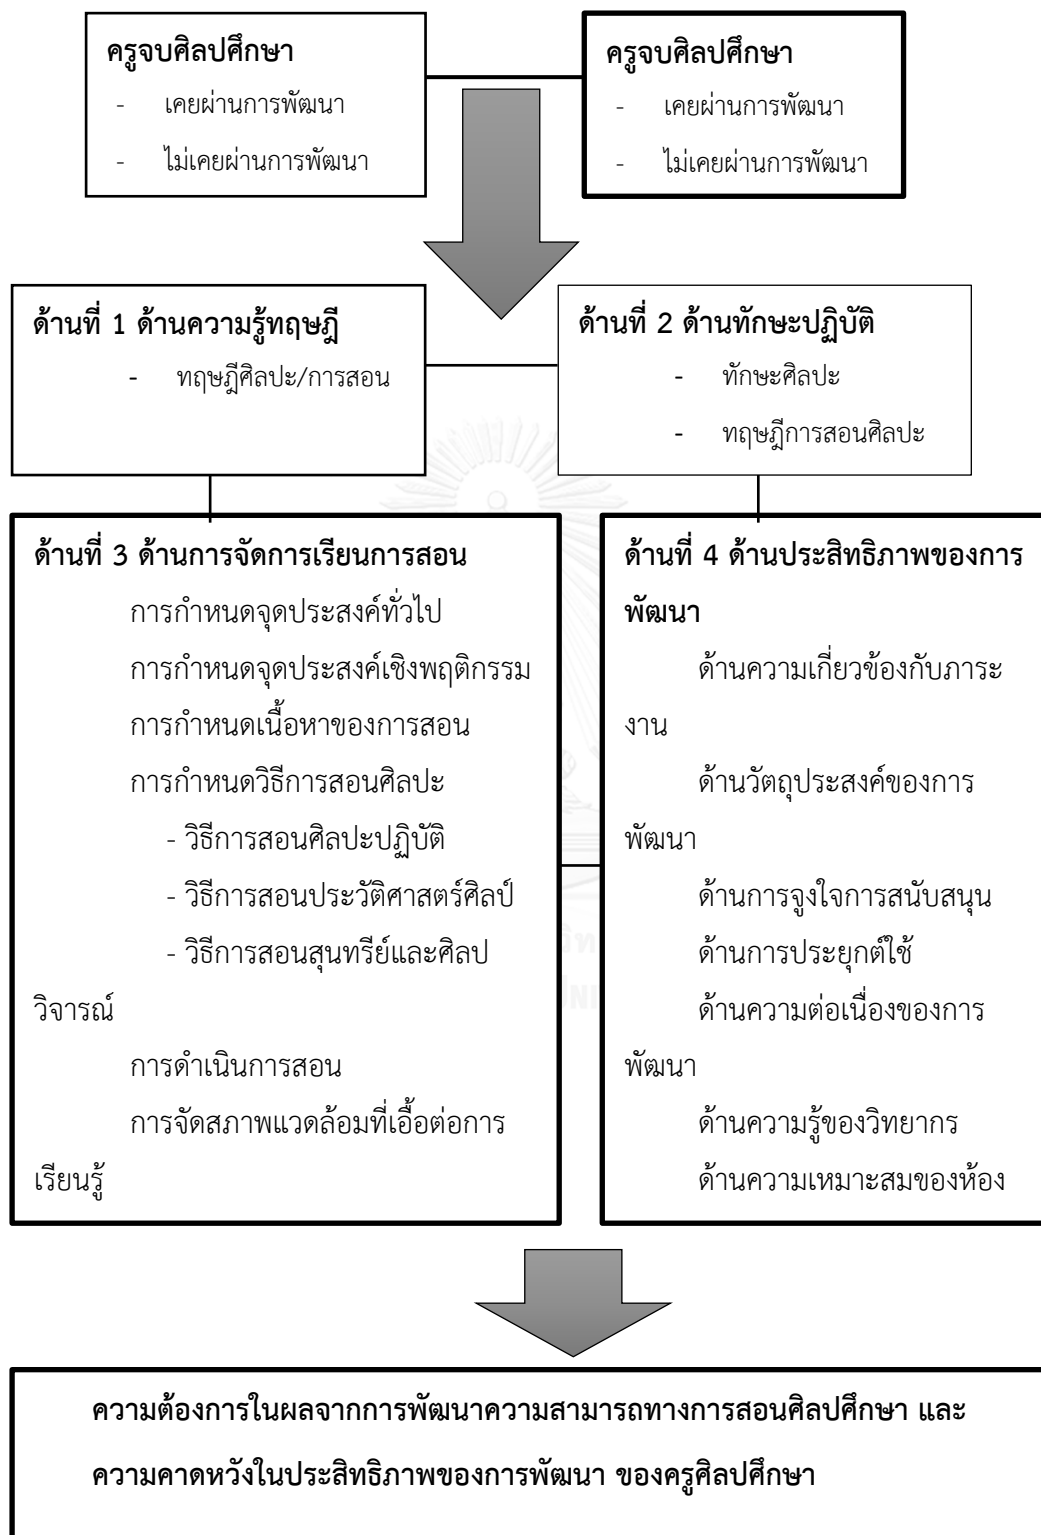 ครูจบศิลปศึกษา
- เคยผ่านการพัฒนา
- ไม่เคยผ่านการพัฒนา
ครูจบศิลปศึกษา
- เคยผ่านการพัฒนา
- ไม่เคยผ่านการพัฒนา
ด้านที่ 1 ด้านความรู้ทฤษฎี
- ทฤษฎีศิลปะ/การสอน
ด้านที่ 2 ด้านทักษะปฏิบัติ
- ทักษะศิลปะ
- ทฤษฎีการสอนศิลปะ
ด้านที่ 3 ด้านการจัดการเรียนการสอน
การกำหนดจุดประสงค์ทั่วไป
การกำหนดจุดประสงค์เชิงพฤติกรรม
การกำหนดเนื้อหาของการสอน
การกำหนดวิธีการสอนศิลปะ
- วิธีการสอนศิลปะปฏิบัติ
- วิธีการสอนประวัติศาสตร์ศิลป์
- วิธีการสอนสุนทรีย์และศิลป
วิจารณ์
การดำเนินการสอน
การจัดสภาพแวดล้อมที่เอื้อต่อการ
เรียนรู้
ด้านที่ 4 ด้านประสิทธิภาพของการ
พัฒนา
ด้านความเกี่ยวข้องกับภาระ
งาน
ด้านวัตถุประสงค์ของการ
พัฒนา
ด้านการจูงใจการสนับสนุน
ด้านการประยุกต์ใช้
ด้านความต่อเนื่องของการ
พัฒนา
ด้านความรู้ของวิทยากร
ด้านความเหมาะสมของห้อง
ความต้องการในผลจากการพัฒนาความสามารถทางการสอนศิลปศึกษา และ
ความคาดหวังในประสิทธิภาพของการพัฒนา ของครูศิลปศึกษา